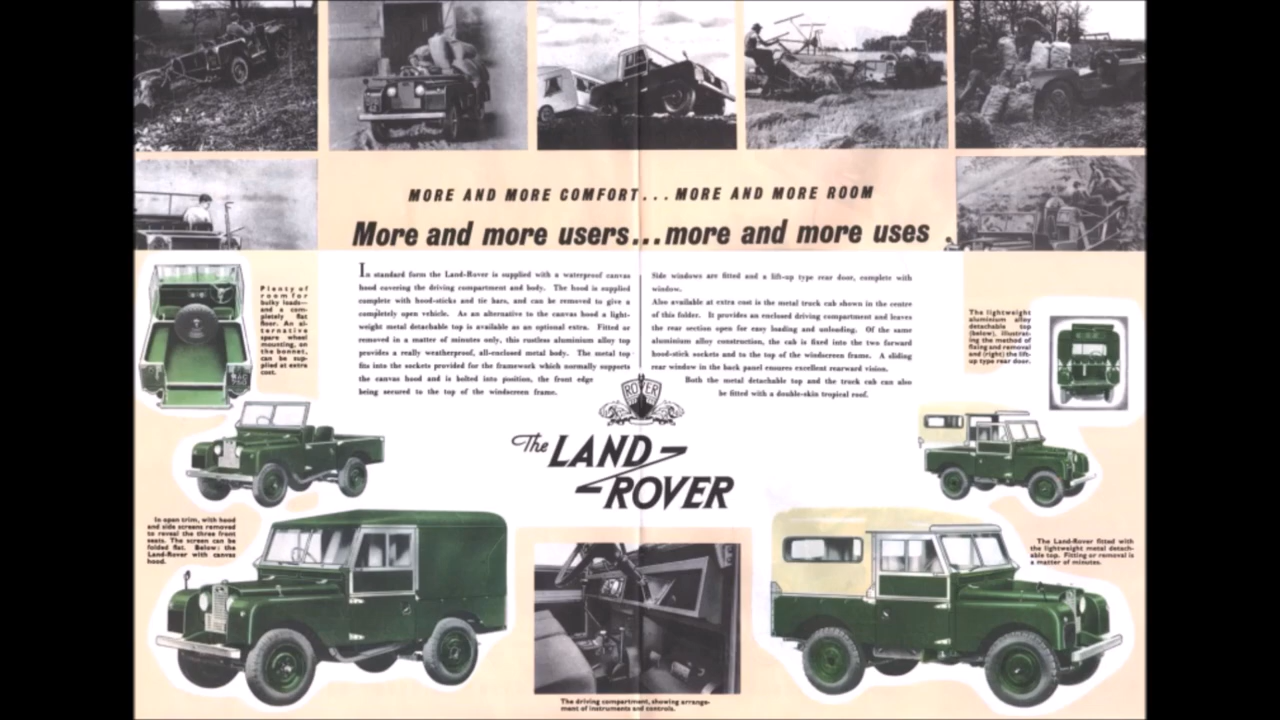 MORE AND MORE COMFORT...MORE AND MORE ROOM
More and more users...more and more uses
In standard form the Land-Rover is supplied with a waterproof canvas
hood covering the driving compartment and body. The hood is supplied
complete with hood-sticks and tie bars, and can be removed to give a
completely open vehicle. As an alternative to the canvas hood a light-
weight metal detachable top is available as an optional extra. Fitted or
removed in a matter of minutes only, this rustless aluminium alloy top
provides a really weatherproof, all-enclosed metal body. The metal top
fits into the sockets provided for the framework which normally supports
the canvas hood and is bolted into position, the front edge
being secured to the top of the windscreen frame.
Side windows are fitted and a lift-up type rear door, complete with
window.
Also available at extra cost is the metal truck cab shown in the centre
of this folder. It provides an enclosed driving compartment and leaves
the rear section open for easy loading and unloading. Of the same
aluminium alloy construction, the cab is fixed into the two forward
hood-stick sockets and to the top of the windscreen frame. A sliding
rear window in the back panel ensures excellent rearward vision.
Both the metal detachable top and the truck cab can also
be fitted with a double-skin tropical roof.
Plenty of
room for
bulky loads—
and a com-
pletely flat
floor. An al-
ternative
spare wheel
mounting, on
the bonnet,
can be sup-
plied at extra
cost.
The lightweight
aluminium alloy
detachable top
(below), illustrat-
ing the method of
fixing and removal
and (right) the lift-
up type rear door.
ROVER
The LAND-
-ROVER
In open trim, with hood
and side screens removed
to reveal the three front
seats. The screen can be
folded flat. Below: the
Land-Rover with canvas
hood.
The Land-Rover fitted with
the lightweight metal detach-
able top. Fitting or removal is
a matter of minutes.
The driving compartment, showing arrange-
ment of instruments and controls.